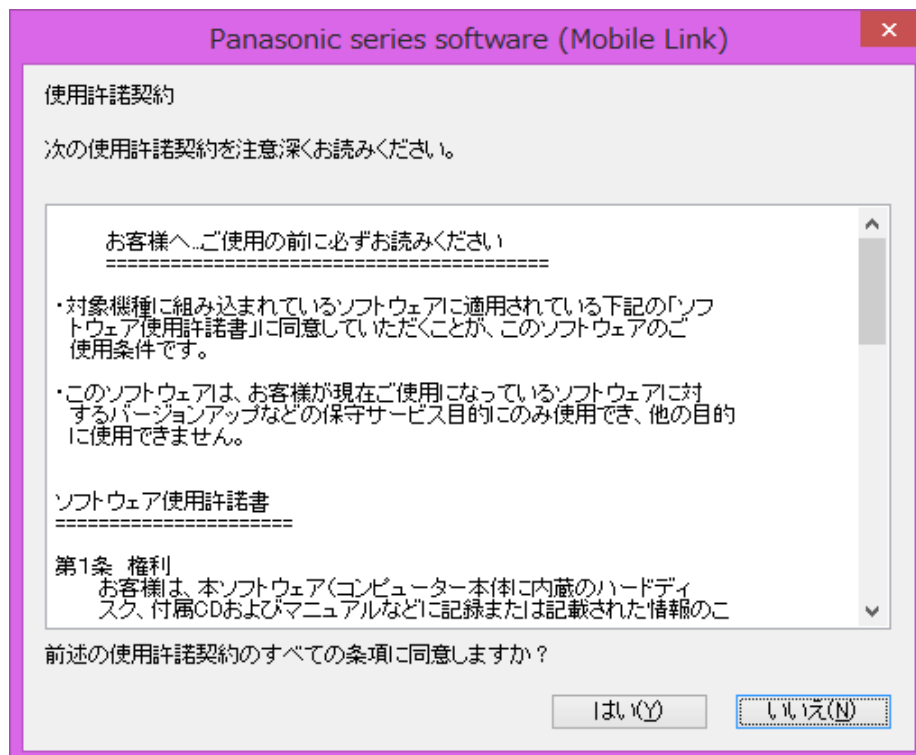 Panasonic series software (Mobile Link)
使用許諾契約
次の使用許諾契約を注意深くお読みください。
お客様へ...ご使用の前に必ずお読みください
=========================================
・対象機種に組み込まれているソフトウェアに適用されている下記の「ソフ
トウェア使用許諾書」に同意していただくことが、このソフトウェアのご
使用条件です。
・このソフトウェアは、お客様が現在ご使用になっているソフトウェアに対
するバージョンアップなどの保守サービス目的にのみ使用でき、他の目的
に使用できません。
ソフトウェア使用許諾書
======================
第1条 権利
お客様は、本ソフトウェア(コンピューター本体に内蔵のハードディ
スク、付属CDおよびマニュアルなどに記録または記載された情報のこ
前述の使用許諾契約のすべての条項に同意しますか？
はい(Y)
いいえ(N)